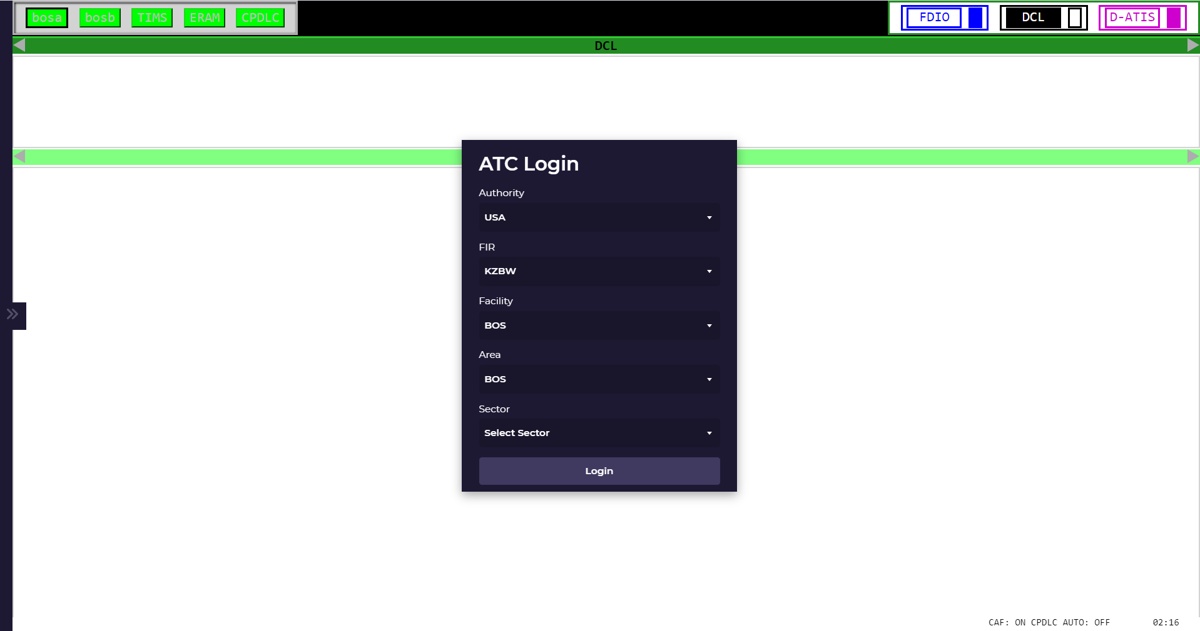 bosa bosb TIMS ERAM CPDLC FDIO DCL D-ATIS
DCL
ATC Login
Authority
USA
FIR
KZBW
Facility
BOS
Area
BOS
Sector
Select Sector
Login
CAF: ON CPDLC AUTO: OFF 02:16